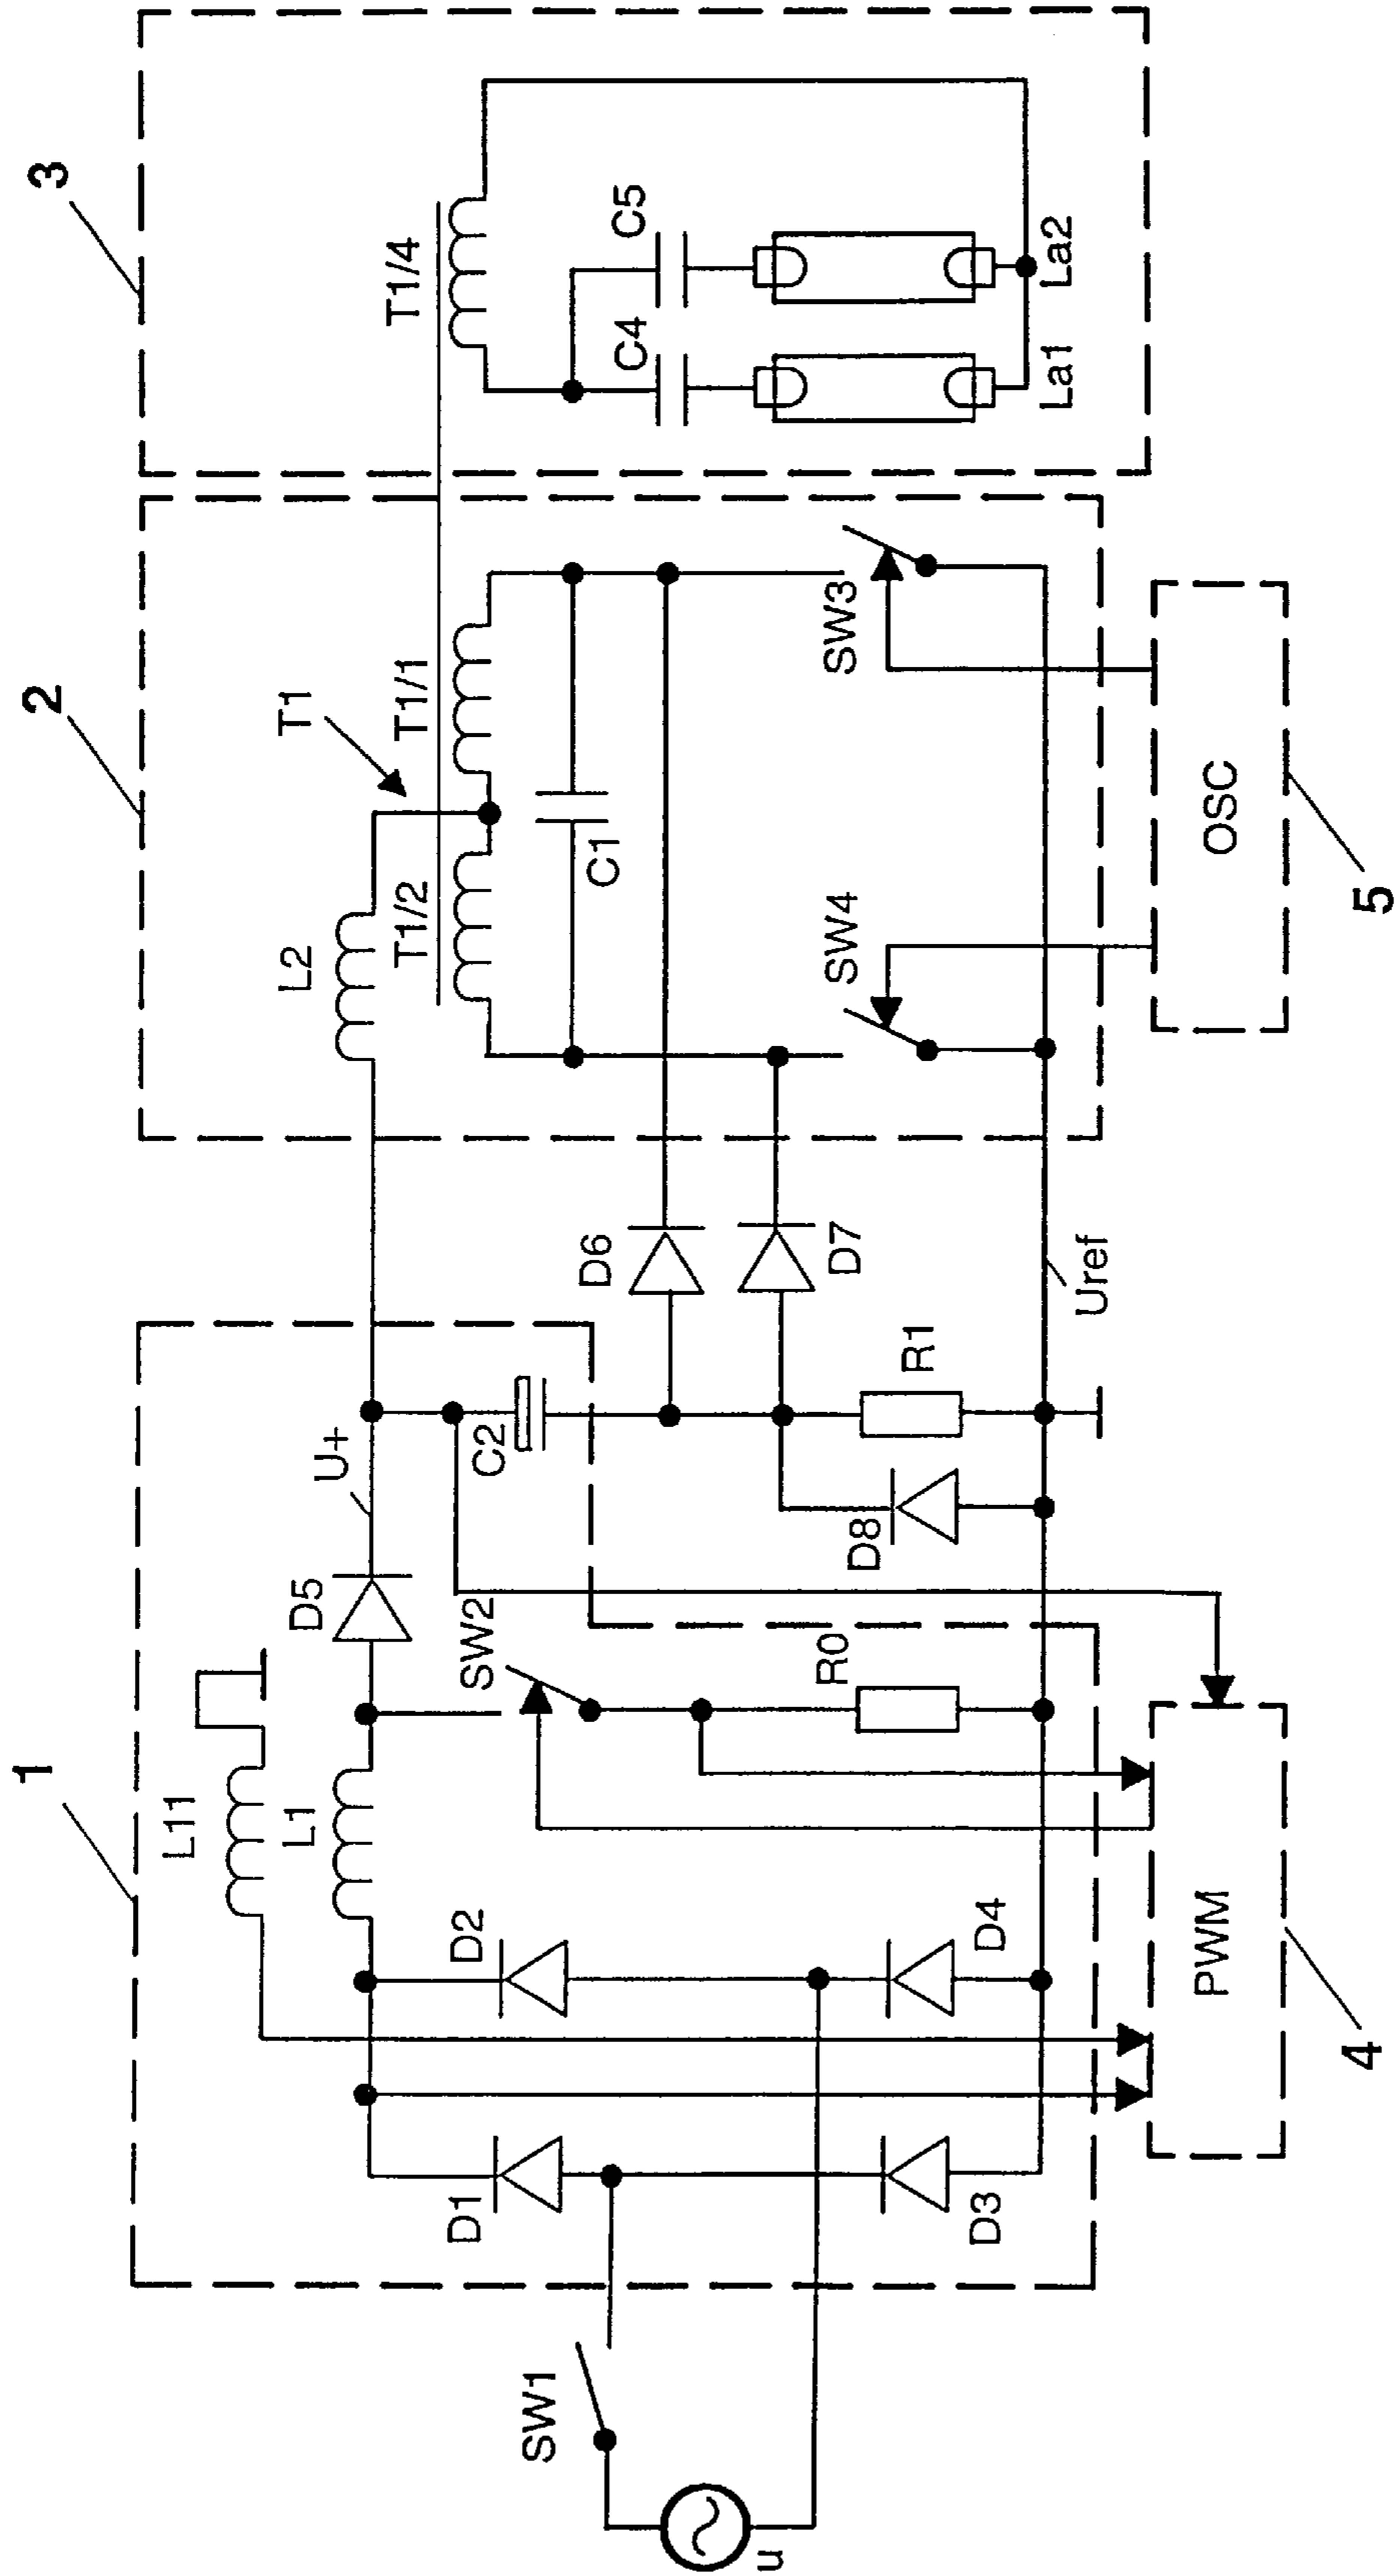 1
2
3
L11
L1
D5
U+
L2
T1
T1/2
T1/1
T1/4
SW2
C2
C1
C4
C5
D1
D2
D6
D7
SW1
u
D3
D4
R0
D8
R1
Uref
SW4
SW3
La1
La2
PWM
OSC
4
5